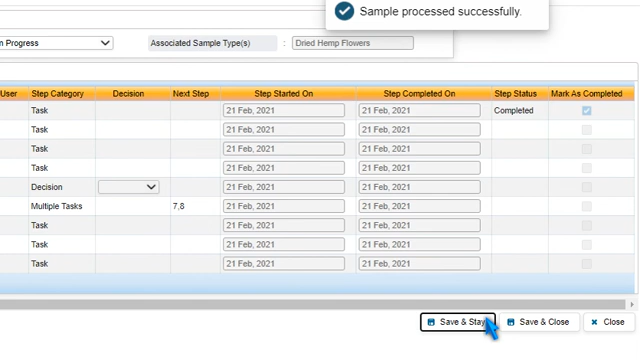 Sample processed successfully.
n Progress
Associated Sample Type(s) : Dried Hemp Flowers
User Step Category Decision Next Step Step Started On Step Completed On Step Status Mark As Completed
Task 21 Feb, 2021 21 Feb, 2021 Completed
Task 21 Feb, 2021 21 Feb, 2021
Task 21 Feb, 2021 21 Feb, 2021
Task 21 Feb, 2021 21 Feb, 2021
Decision 21 Feb, 2021 21 Feb, 2021
Multiple Tasks 7,8 21 Feb, 2021 21 Feb, 2021
Task 21 Feb, 2021 21 Feb, 2021
Task 21 Feb, 2021 21 Feb, 2021
Task 21 Feb, 2021 21 Feb, 2021
Save & Stay Save & Close Close